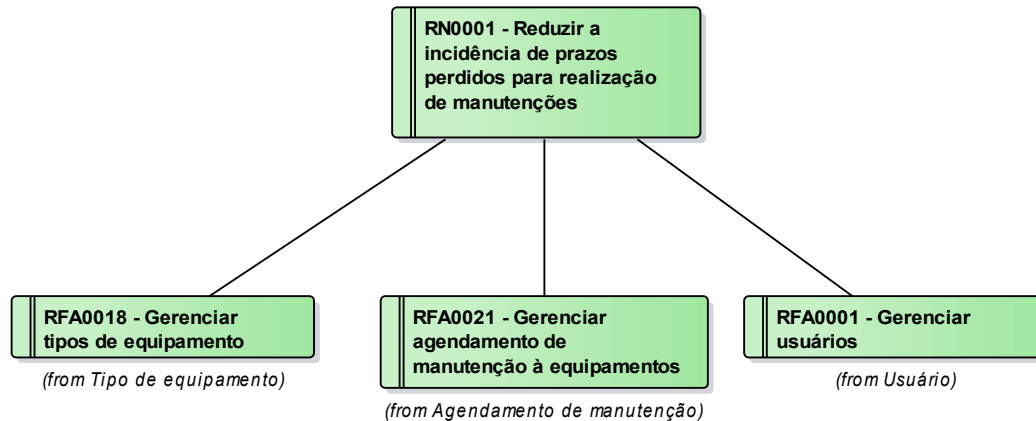 RN0001 - Reduzir a
incidência de prazos
perdidos para realização
de manutenções
RFA0018 - Gerenciar
tipos de equipamento
(from Tipo de equipamento)
RFA0021 - Gerenciar
agendamento de
manutenção à equipamentos
(from Agendamento de manutenção)
RFA0001 - Gerenciar
usuários
(from Usuário)